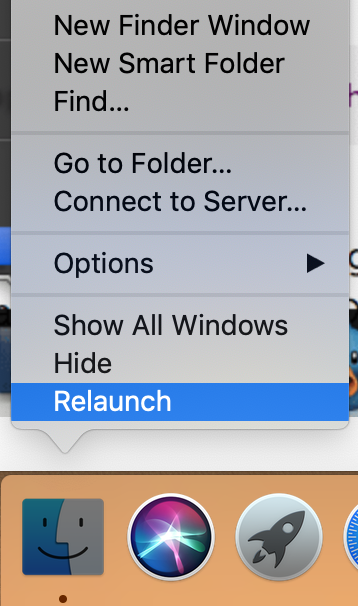 New Finder Window
New Smart Folder
Find...
Go to Folder...
Connect to Server...
Options
Show All Windows
Hide
Relaunch